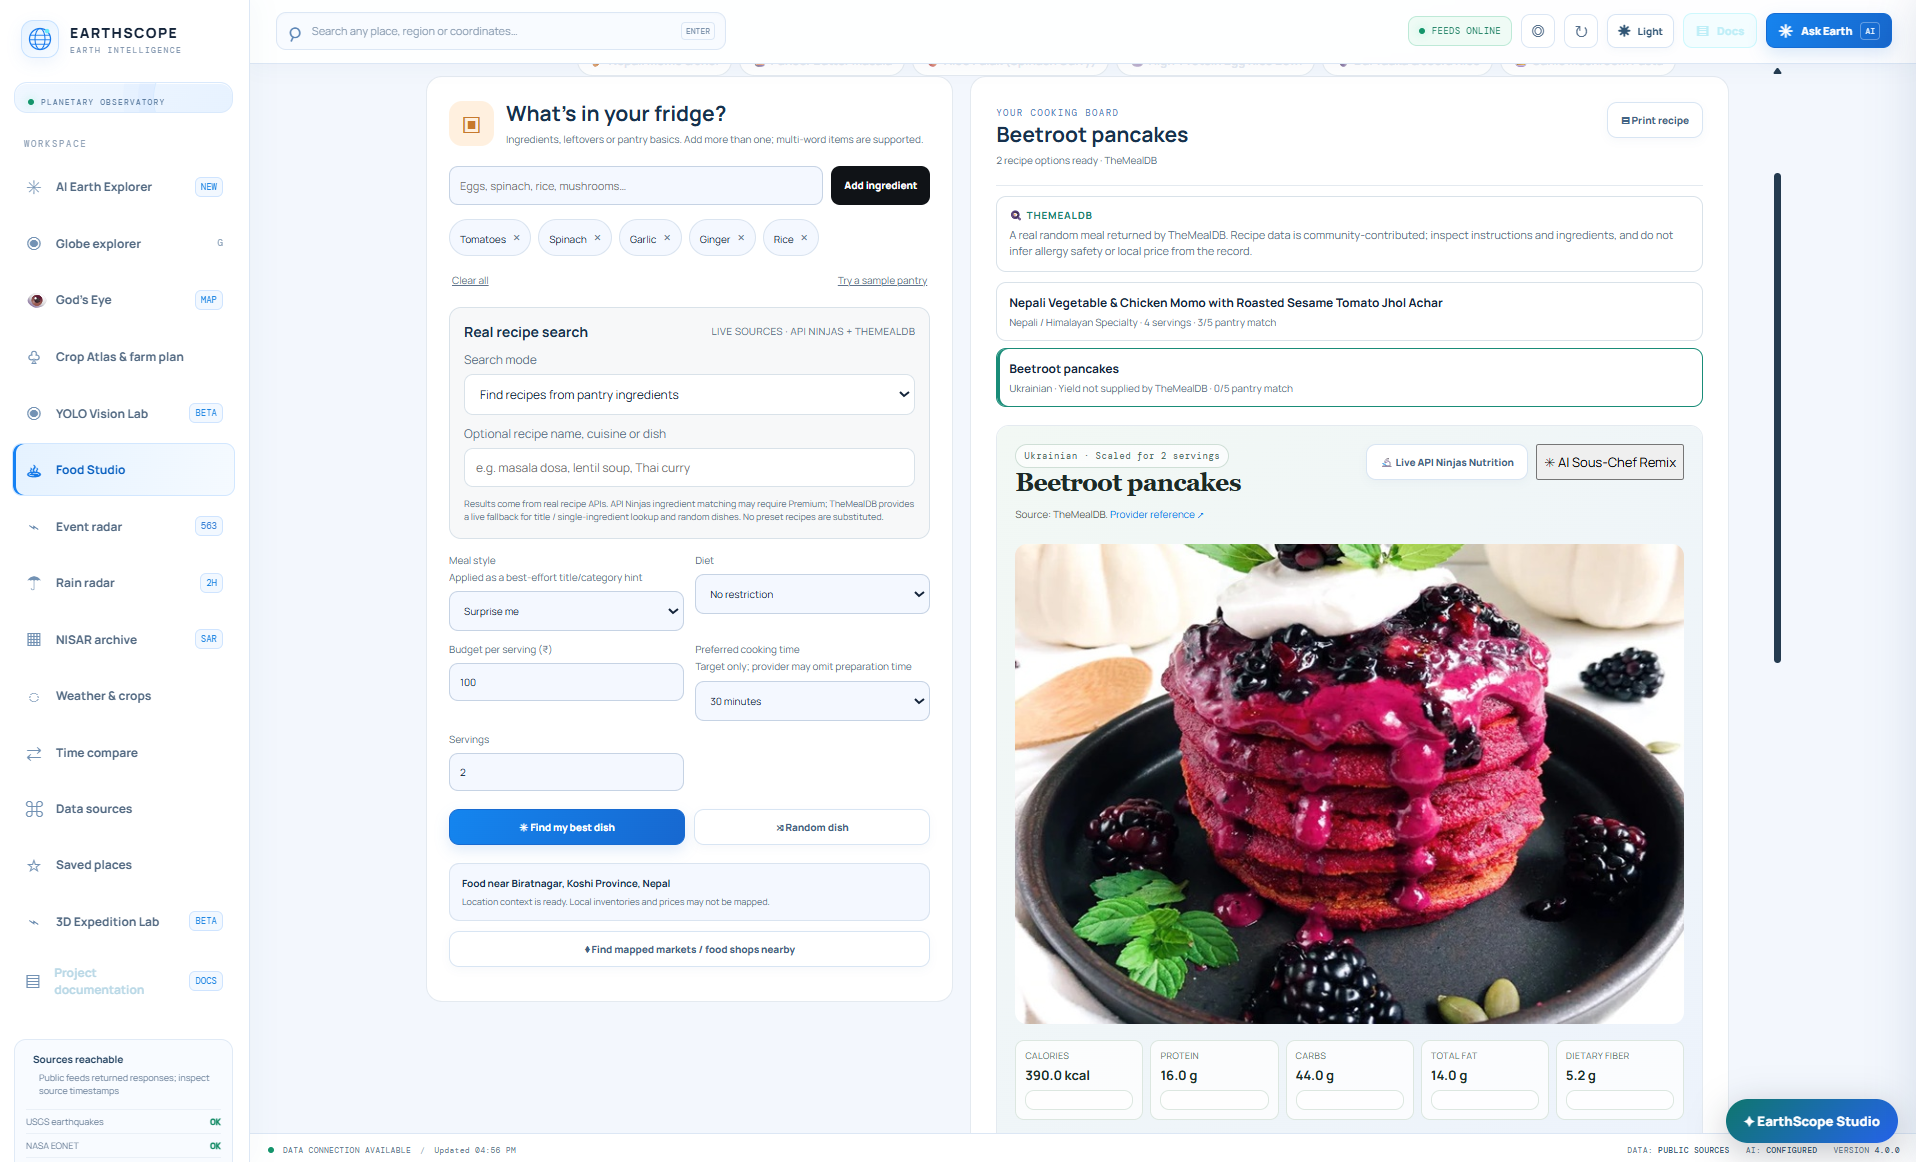 EARTHSCOPE
EARTH INTELLIGENCE
PLANETARY OBSERVATORY
WORKSPACE
AI Earth Explorer NEW
Globe explorer G
God's Eye MAP
Crop Atlas & farm plan
YOLO Vision Lab BETA
Food Studio
Event radar 563
Rain radar 2H
NISAR archive SAR
Weather & crops
Time compare
Data sources
Saved places
3D Expedition Lab BETA
Project
documentation DOCS
Sources reachable
Public feeds returned responses; inspect
source timestamps
USGS earthquakes OK
NASA EONET OK
Search any place, region or coordinates... ENTER
FEEDS ONLINE
Light
Docs
Ask Earth AI
What's in your fridge?
Ingredients, leftovers or pantry basics. Add more than one; multi-word items are supported.
Eggs, spinach, rice, mushrooms...
Add ingredient
Tomatoes × Spinach × Garlic × Ginger × Rice ×
Clear all
Try a sample pantry
Real recipe search
LIVE SOURCES · API NINJAS + THEMEALDB
Search mode
Find recipes from pantry ingredients
Optional recipe name, cuisine or dish
e.g. masala dosa, lentil soup, Thai curry
Results come from real recipe APIs. API Ninjas ingredient matching may require Premium; TheMealDB provides
a live fallback for title / single-ingredient lookup and random dishes. No preset recipes are substituted.
Meal style
Applied as a best-effort title/category hint
Surprise me
Diet
No restriction
Budget per serving (₹)
100
Preferred cooking time
Target only; provider may omit preparation time
30 minutes
Servings
2
Find my best dish
Random dish
Food near Biratnagar, Koshi Province, Nepal
Location context is ready. Local inventories and prices may not be mapped.
Find mapped markets / food shops nearby
YOUR COOKING BOARD
Beetroot pancakes
2 recipe options ready · TheMealDB
Print recipe
THEMEALDB
A real random meal returned by TheMealDB. Recipe data is community-contributed; inspect instructions and ingredients, and do not
infer allergy safety or local price from the record.
Nepali Vegetable & Chicken Momo with Roasted Sesame Tomato Jhol Achar
Nepali / Himalayan Specialty · 4 servings · 3/5 pantry match
Beetroot pancakes
Ukrainian · Yield not supplied by TheMealDB · 0/5 pantry match
Ukrainian · Scaled for 2 servings
Beetroot pancakes
Live API Ninjas Nutrition
AI Sous-Chef Remix
Source: TheMealDB. Provider reference ↗
CALORIES
390.0 kcal
PROTEIN
16.0 g
CARBS
44.0 g
TOTAL FAT
14.0 g
DIETARY FIBER
5.2 g
EarthScope Studio
DATA CONNECTION AVAILABLE / Updated 04:56 PM
DATA: PUBLIC SOURCES AI: CONFIGURED VERSION 4.0.0